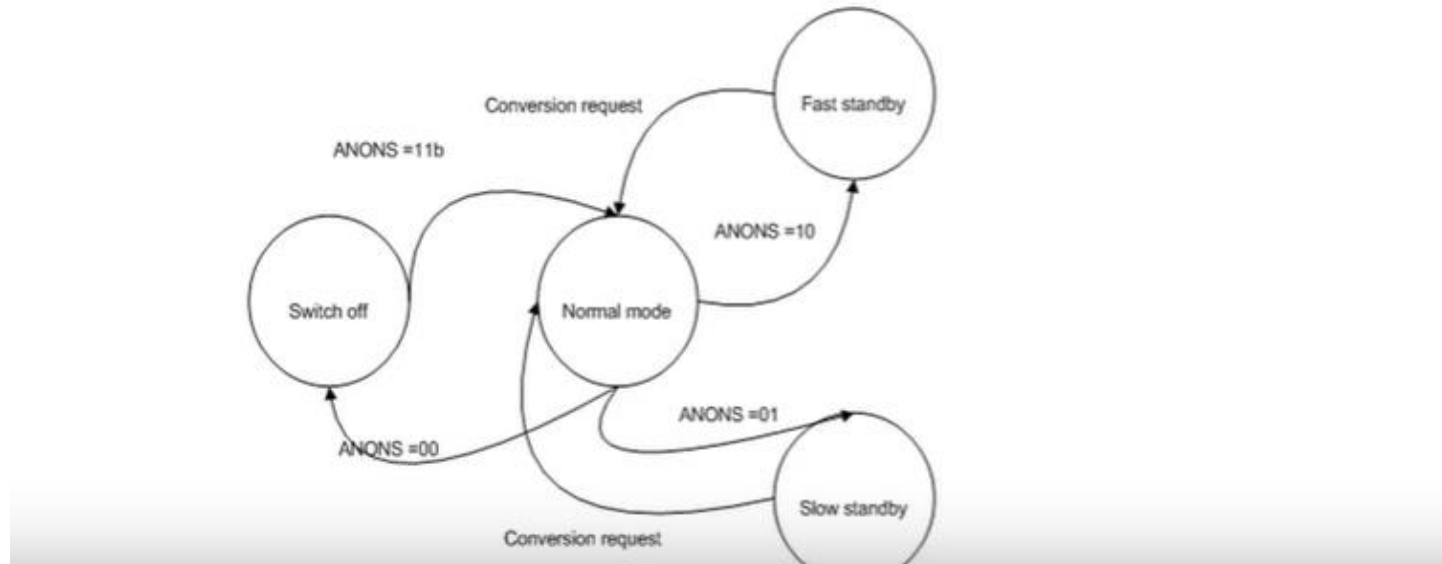 Conversion request
Fast standby
ANONS =11b
ANONS =10
Switch off
Normal mode
ANONS =01
ANONS =00
Slow standby
Conversion request